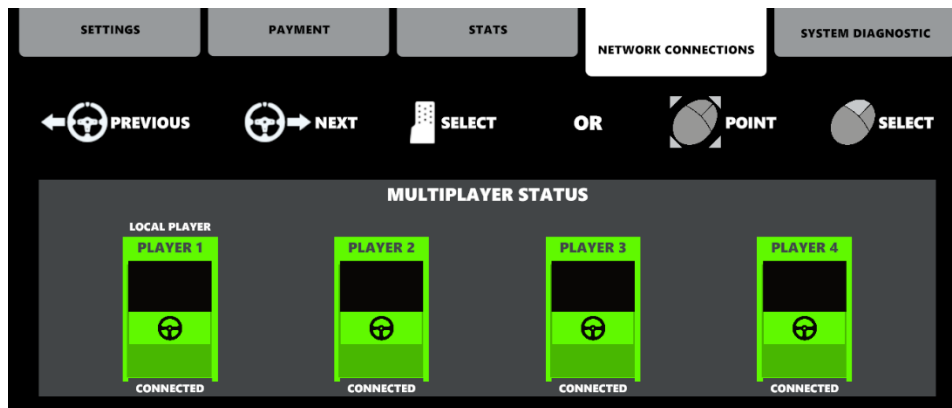 SETTINGS
PAYMENT
STATS
NETWORK CONNECTIONS
SYSTEM DIAGNOSTIC
PREVIOUS
NEXT
SELECT
OR
POINT
SELECT
MULTIPLAYER STATUS
LOCAL PLAYER
PLAYER 1
PLAYER 2
PLAYER 3
PLAYER 4
CONNECTED
CONNECTED
CONNECTED
CONNECTED